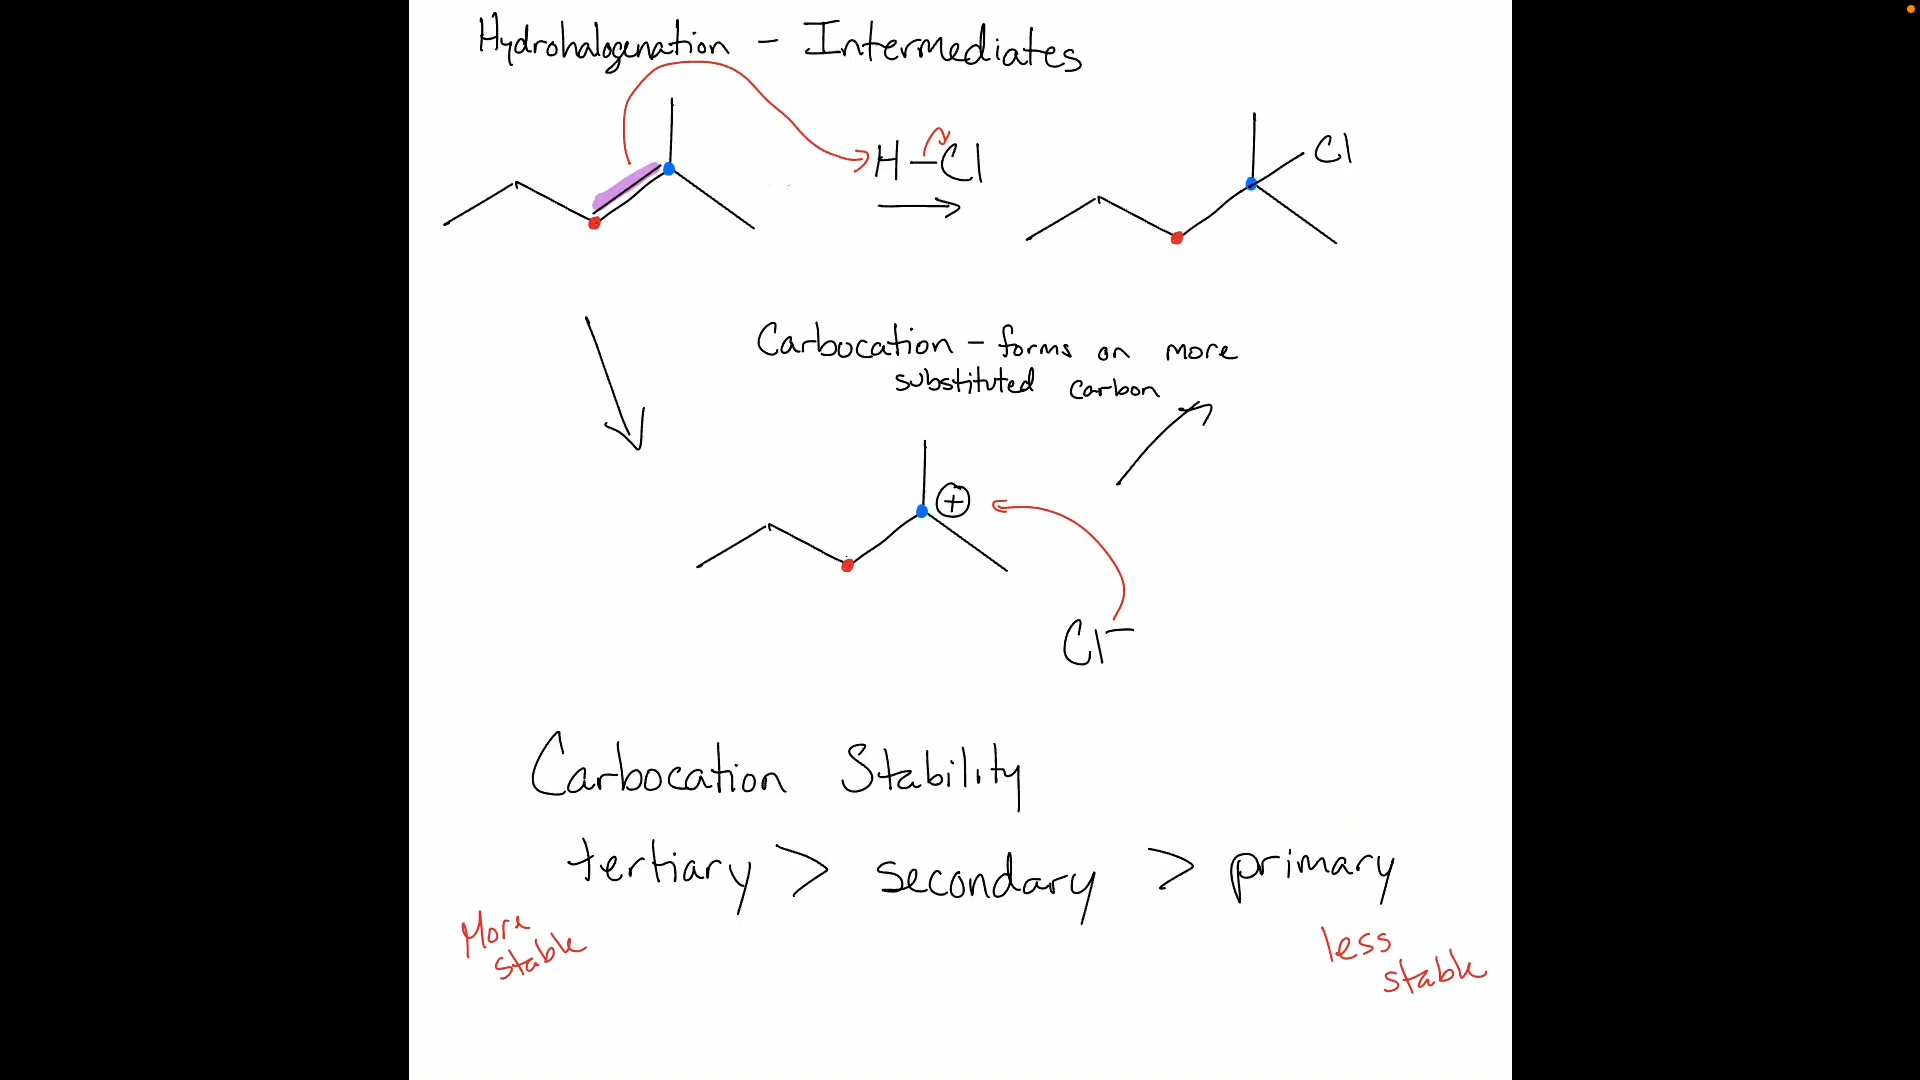 Hydrohalogenation - Intermediates
H-Cl
Cl
Carbocation - forms on more
substituted carbon
+
Cl⁻
Carbocation Stability
tertiary > secondary > primary
More
stable
less
stable